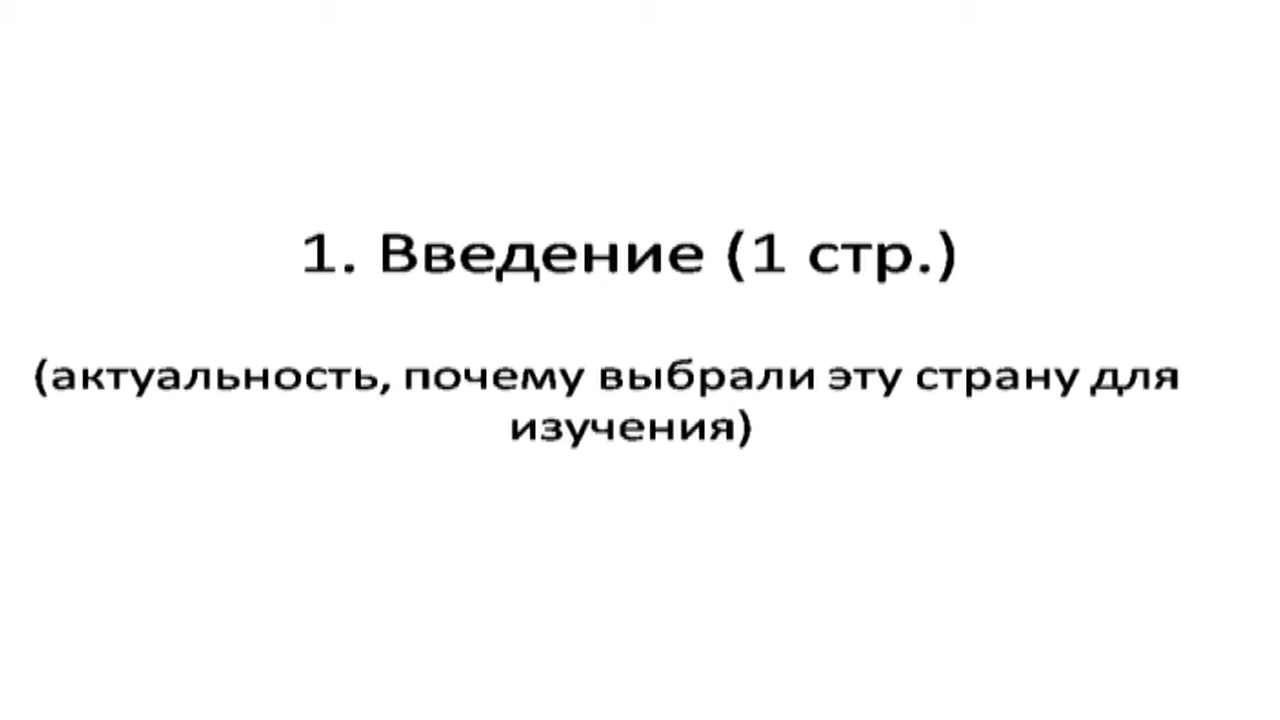 1. Введение (1 стр.)
(актуальность, почему выбрали эту страну для
изучения)